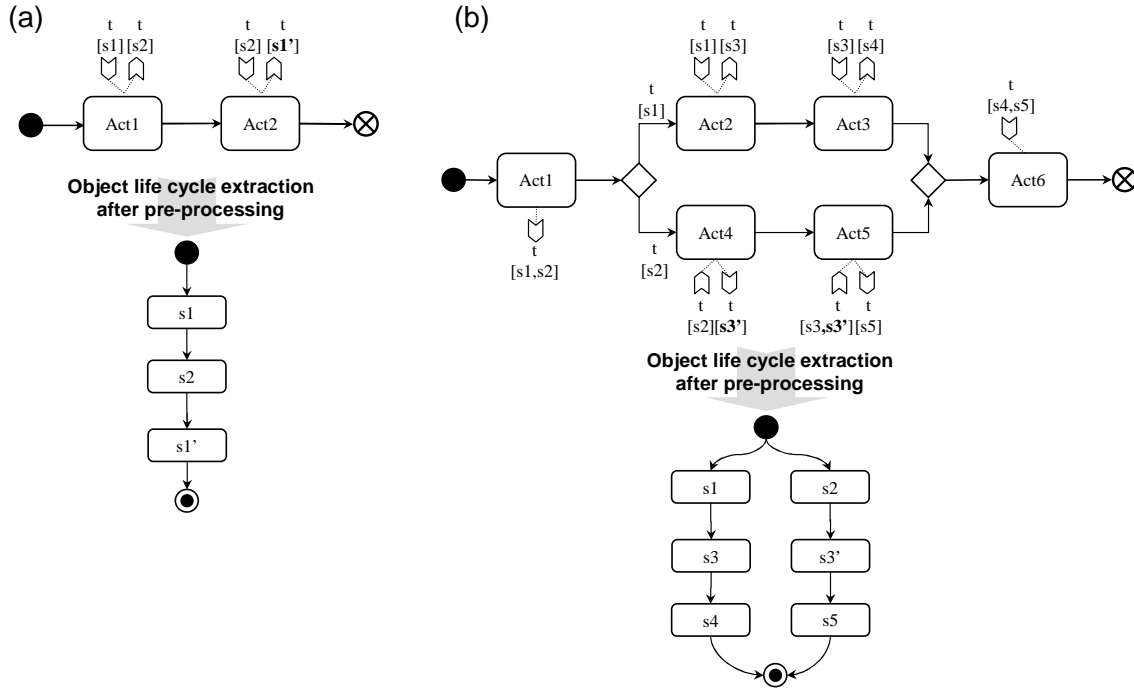 (a)
t t
[s1] [s2]
t t
[s2] [s1’]
Act1
Act2
Object life cycle extraction
after pre-processing
s1
s2
s1’
(b)
t t
[s1] [s3]
t t
[s3] [s4]
t
[s1]
Act2
Act3
t
[s4,s5]
Act1
Act6
t
[s1,s2]
t
[s2]
Act4
Act5
t t
[s2][s3’]
t t
[s3,s3’][s5]
Object life cycle extraction
after pre-processing
s1
s2
s3
s3’
s4
s5